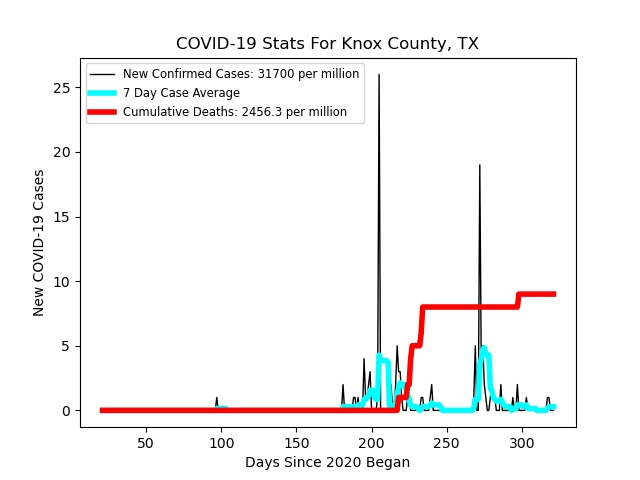 COVID-19 Stats For Knox County, TX
New Confirmed Cases: 31700 per million
7 Day Case Average
Cumulative Deaths: 2456.3 per million
New COVID-19 Cases
25
20
15
10
5
0
50 100 150 200 250 300
Days Since 2020 Began